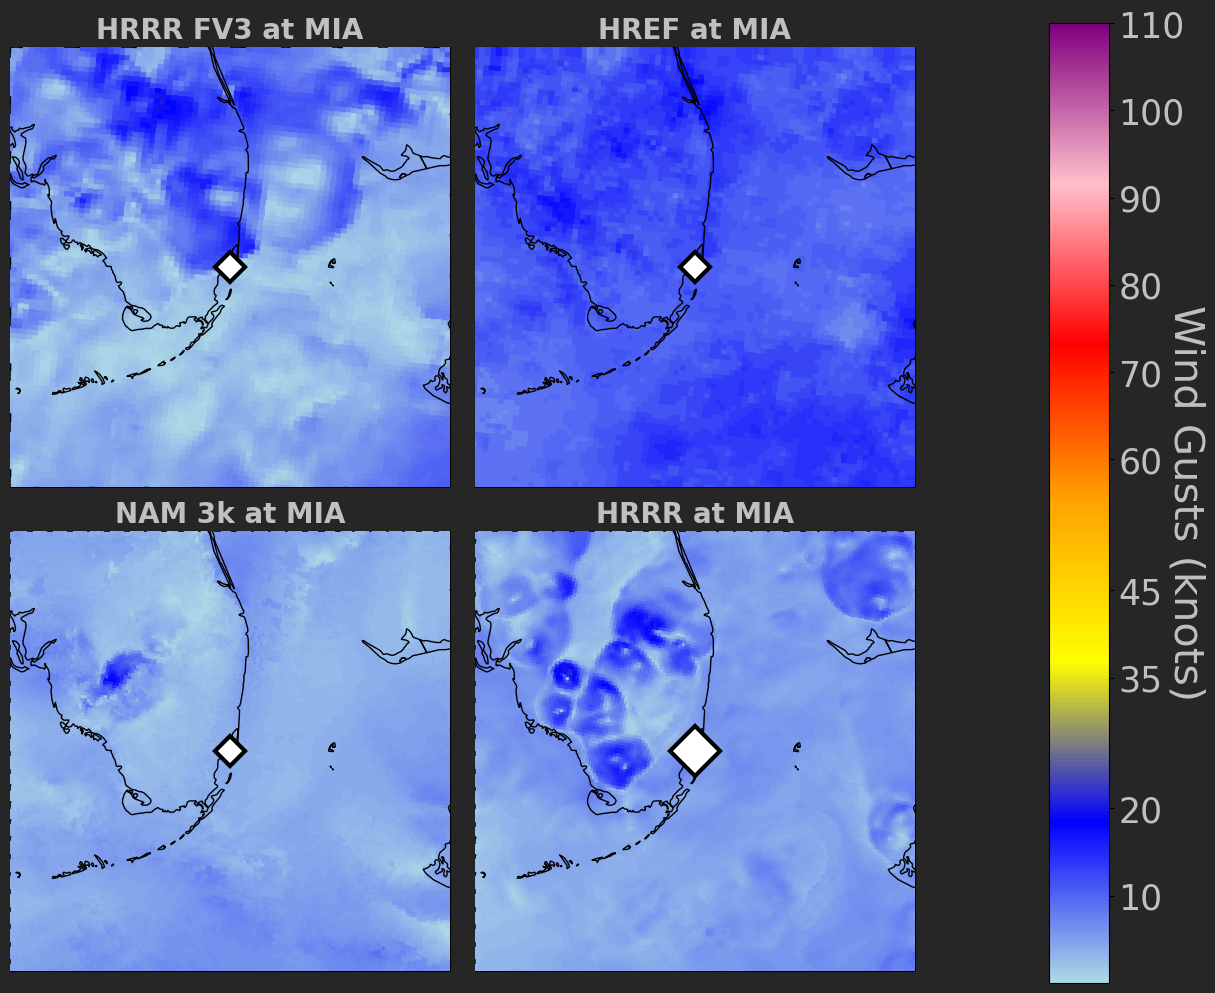 HRRR FV3 at MIA
HREF at MIA
NAM 3k at MIA
HRRR at MIA
110
100
90
80
70
60
45
35
20
10
Wind Gusts (knots)